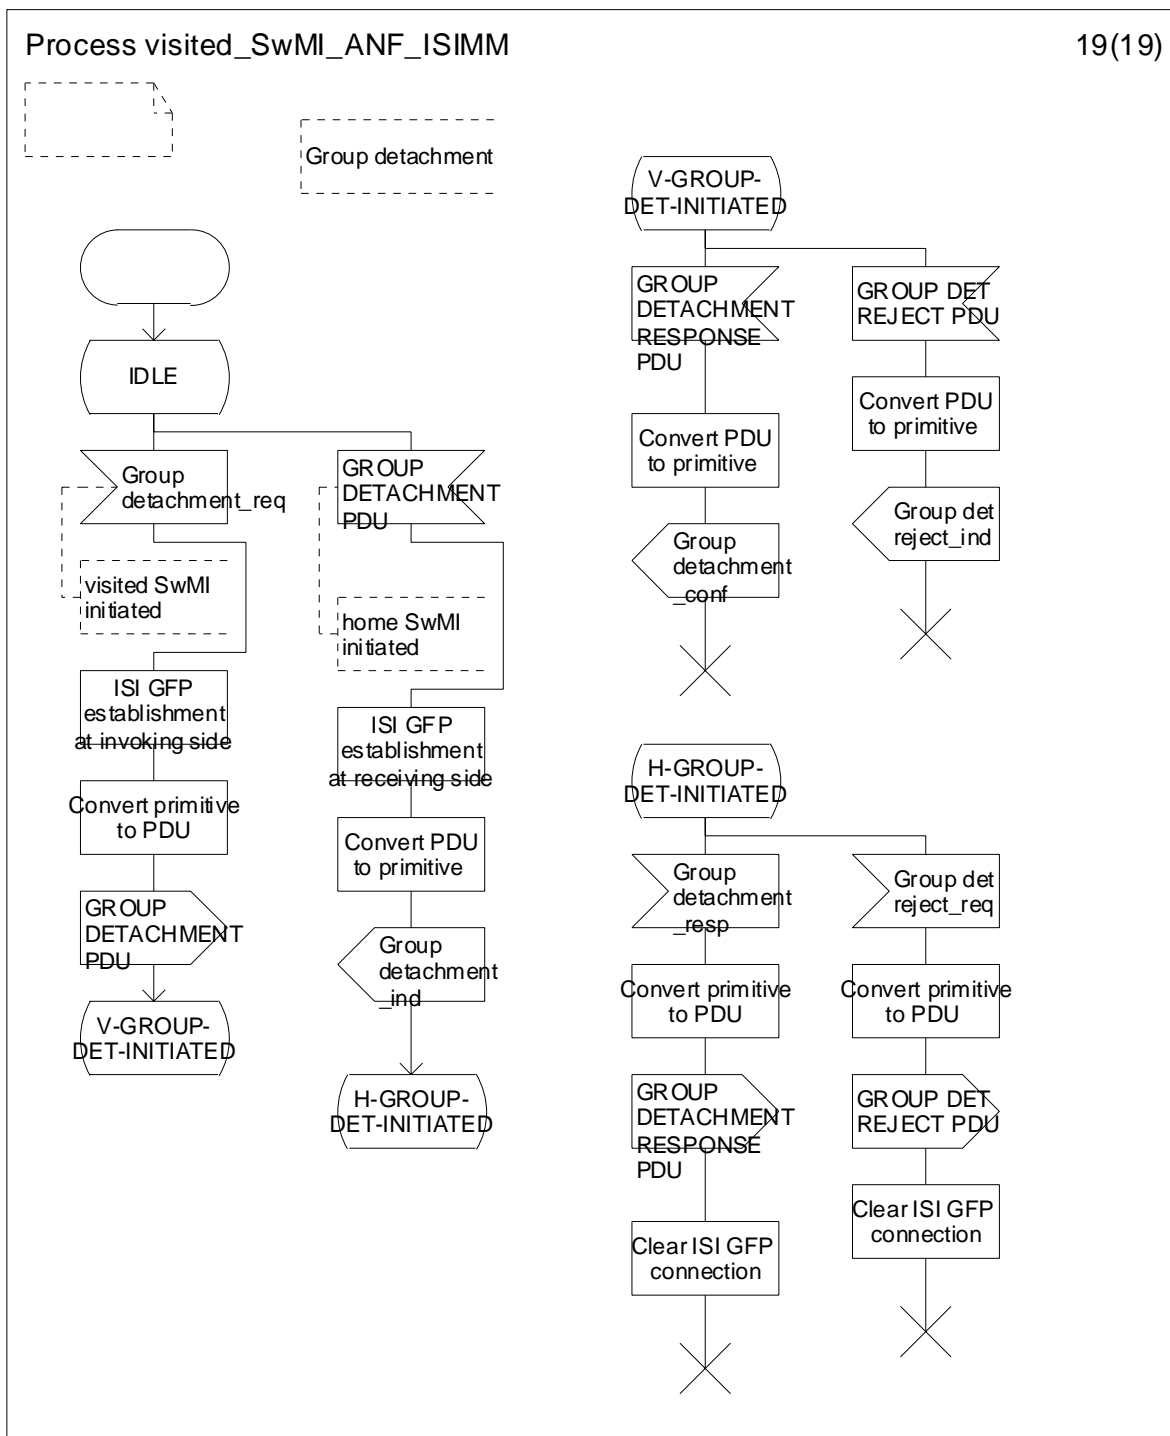 Process visited_SwMI_ANF_ISIMM
19(19)
Group detachment
IDLE
Group
detachment_req
visited SwMI
initiated
ISI GFP
establishment
at invoking side
Convert primitive
to PDU
GROUP
DETACHMENT
PDU
V-GROUP-
DET-INITIATED
GROUP
DETACHMENT
PDU
home SwMI
initiated
ISI GFP
establishment
at receiving side
Convert PDU
to primitive
Group
detachment
_ind
H-GROUP-
DET-INITIATED
V-GROUP-
DET-INITIATED
GROUP
DETACHMENT
RESPONSE
PDU
Convert PDU
to primitive
Group
detachment
_conf
GROUP DET
REJECT PDU
Convert PDU
to primitive
Group det
reject_ind
H-GROUP-
DET-INITIATED
Group
detachment
_resp
Convert primitive
to PDU
GROUP
DETACHMENT
RESPONSE
PDU
Clear ISI GFP
connection
Group det
reject_req
Convert primitive
to PDU
GROUP DET
REJECT PDU
Clear ISI GFP
connection